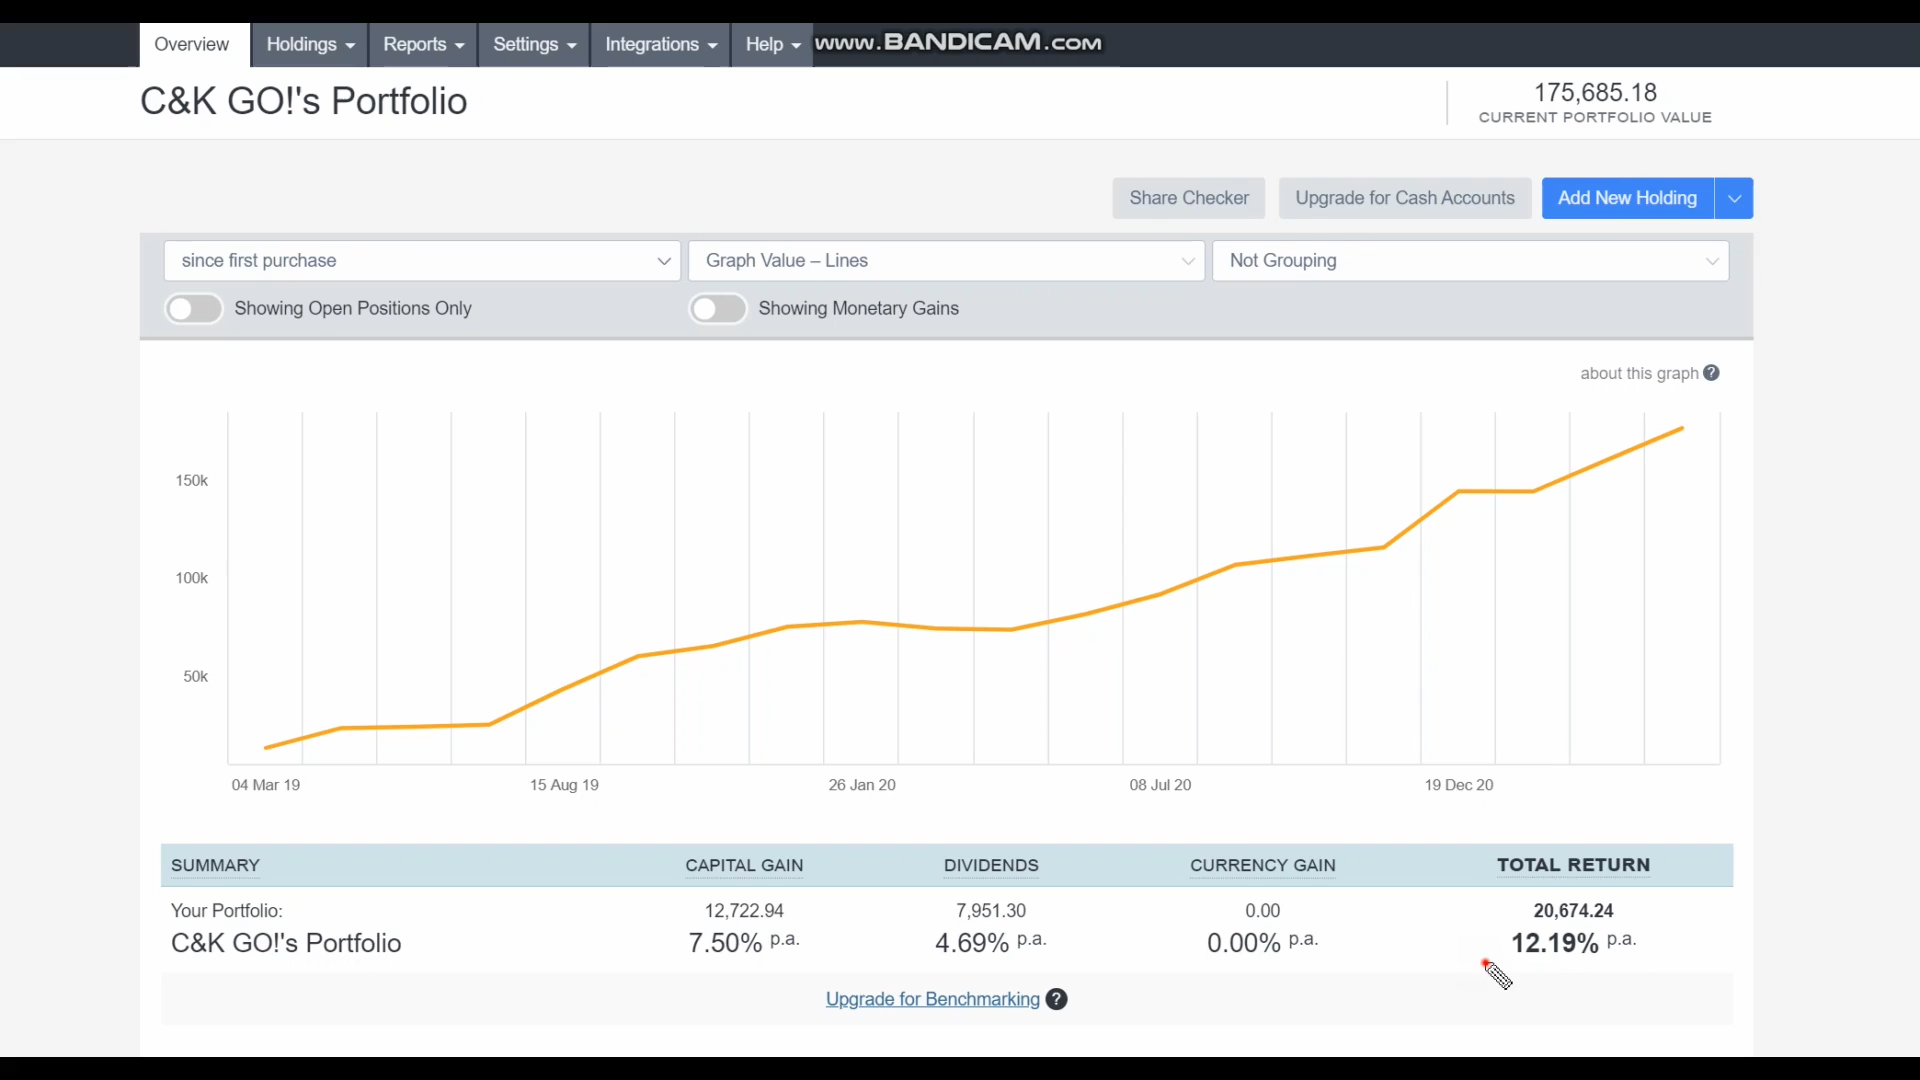 Overview Holdings Reports Settings Integrations Help www.BANDICAM.com
C&K GO!'s Portfolio
175,685.18
CURRENT PORTFOLIO VALUE
Share Checker Upgrade for Cash Accounts Add New Holding
since first purchase Graph Value – Lines Not Grouping
Showing Open Positions Only Showing Monetary Gains
about this graph ?
150k
100k
50k
04 Mar 19 15 Aug 19 26 Jan 20 08 Jul 20 19 Dec 20
SUMMARY CAPITAL GAIN DIVIDENDS CURRENCY GAIN TOTAL RETURN
Your Portfolio: 12,722.94 7,951.30 0.00 20,674.24
C&K GO!'s Portfolio 7.50% p.a. 4.69% p.a. 0.00% p.a. 12.19% p.a.
Upgrade for Benchmarking ?